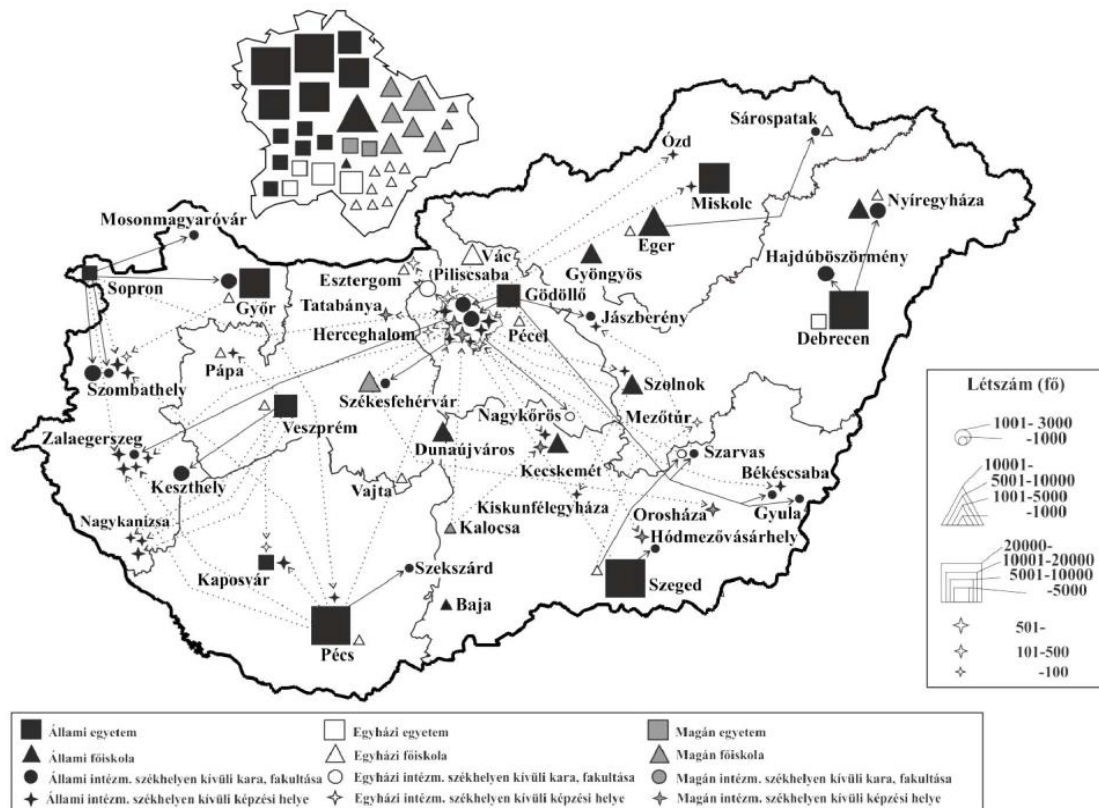 Sárospatak
Ózd
Miskolc
Mosonmagyaróvár
Nyíregyháza
Eger
Vác
Gyöngyös
Hajdúböszörmény
Esztergom
Piliscsaba
Sopron
Győr
Tatabánya
Gödöllő
Herceghalom
Jászberény
Debrecen
Pécel
Pápa
Szombathely
Székesfehérvár
Szolnok
Nagykőrös
Mezőtúr
Veszprém
Zalaegerszeg
Dunaújváros
Szarvas
Keszthely
Kecskemét
Békéscsaba
Vajta
Kiskunfélegyháza
Gyula
Nagykanizsa
Orosháza
Kalocsa
Hódmezővásárhely
Kaposvár
Szekszárd
Szeged
Baja
Pécs
Létszám (fő)
1001- 3000
-1000
10001-
5001-10000
1001-5000
-1000
20000-
10001-20000
5001-10000
-5000
501-
101-500
-100
Állami egyetem
Egyházi egyetem
Magán egyetem
Állami főiskola
Egyházi főiskola
Magán főiskola
Állami intézm. székhelyen kívüli kara, fakultása
Egyházi intézm. székhelyen kívüli kara, fakultása
Magán intézm. székhelyen kívüli kara, fakultása
Állami intézm. székhelyen kívüli képzési helye
Egyházi intézm. székhelyen kívüli képzési helye
Magán intézm. székhelyen kívüli képzési helye